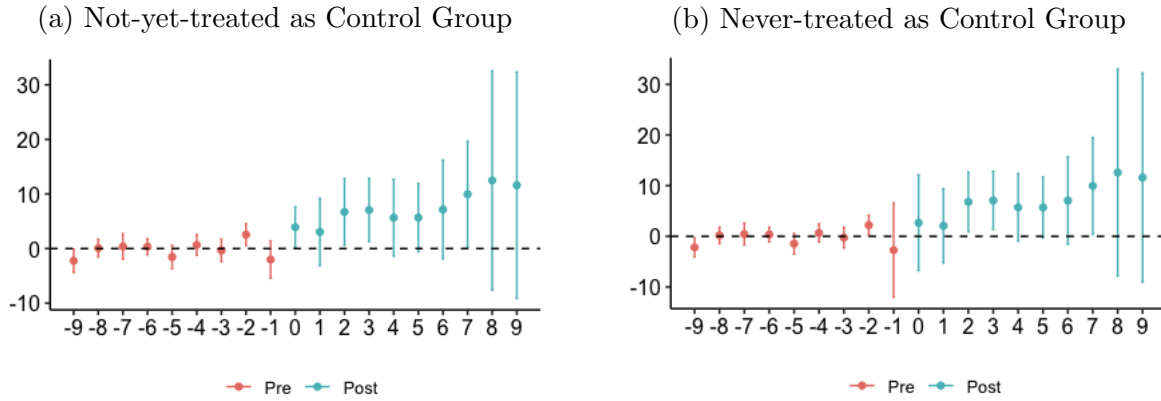 (a) Not-yet-treated as Control Group
30
20
10
0
-10
-9 -8 -7 -6 -5 -4 -3 -2 -1 0 1 2 3 4 5 6 7 8 9
Pre Post
(b) Never-treated as Control Group
30
20
10
0
-10
-9 -8 -7 -6 -5 -4 -3 -2 -1 0 1 2 3 4 5 6 7 8 9
Pre Post